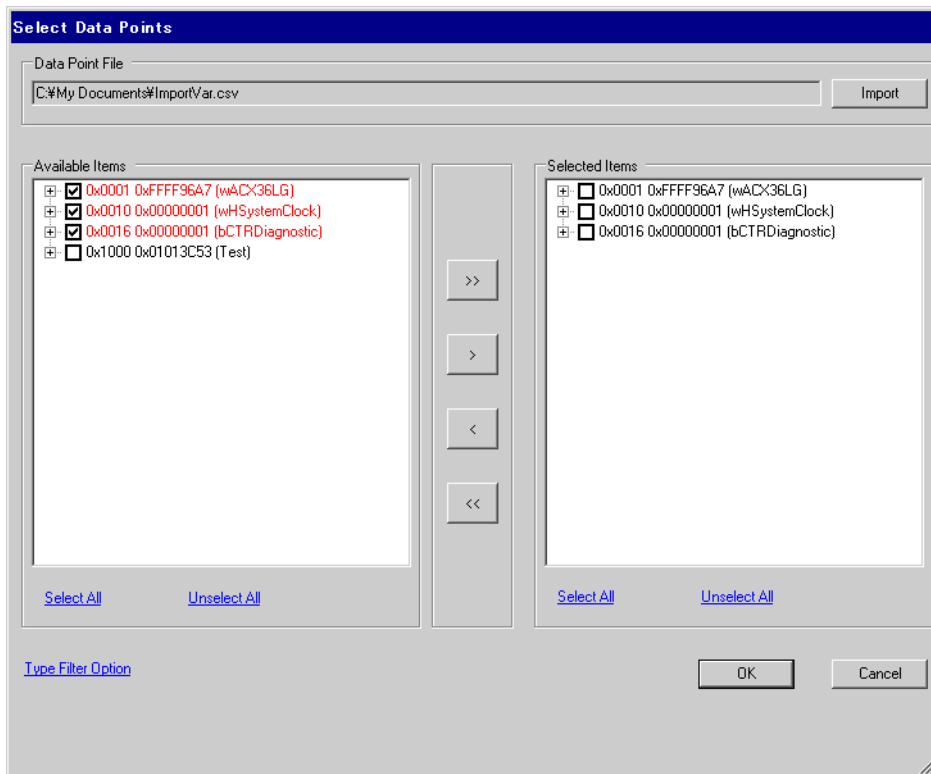 Select Data Points
Data Point File
C:¥My Documents¥ImportVar.csv
Import
Available Items
0x0001 0xFFFF96A7 (wACX36LG)
0x0010 0x00000001 (wHSystemClock)
0x0016 0x00000001 (bCTRDiagnostic)
0x1000 0x01013C53 (Test)
Select All
Unselect All
>>
>
<
<<
Selected Items
0x0001 0xFFFF96A7 (wACX36LG)
0x0010 0x00000001 (wHSystemClock)
0x0016 0x00000001 (bCTRDiagnostic)
Select All
Unselect All
Type Filter Option
OK
Cancel